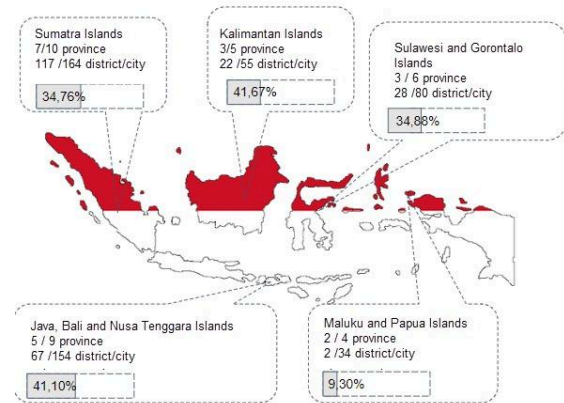 Sumatra Islands
7/10 province
117 /164 district/city
34,76%
Kalimantan Islands
3/5 province
22 /55 district/city
41,67%
Sulawesi and Gorontalo
Islands
3 / 6 province
28 /80 district/city
34,88%
Java, Bali and Nusa Tenggara Islands
5 / 9 province
67 /154 district/city
41,10%
Maluku and Papua Islands
2 / 4 province
2 /34 district/city
9,30%